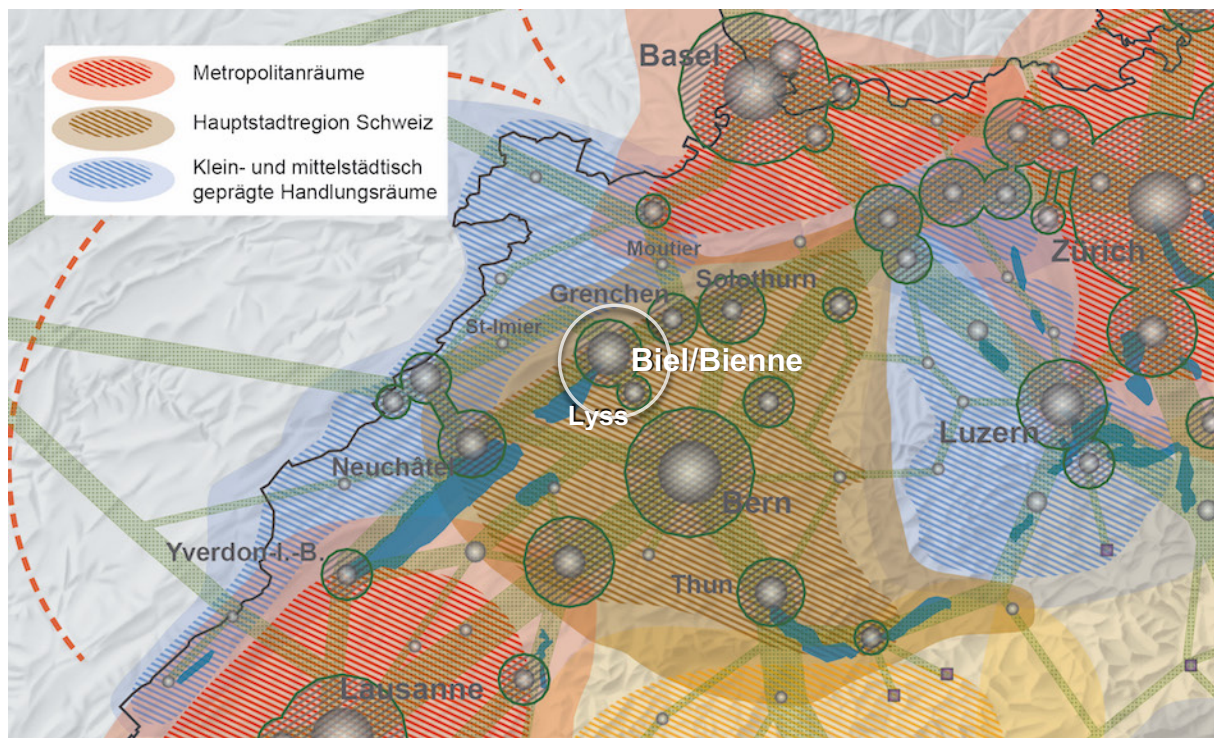 Basel
Metropolitanräume
Hauptstadtregion Schweiz
Klein- und mittelstädtisch
geprägte Handlungsräume
Moutier
Zürich
Solothurn
Grenchen
St-Imier
Biel/Bienne
Lyss
Luzern
Neuchâtel
Bern
Yverdon-l.-B.
Thun
Lausanne